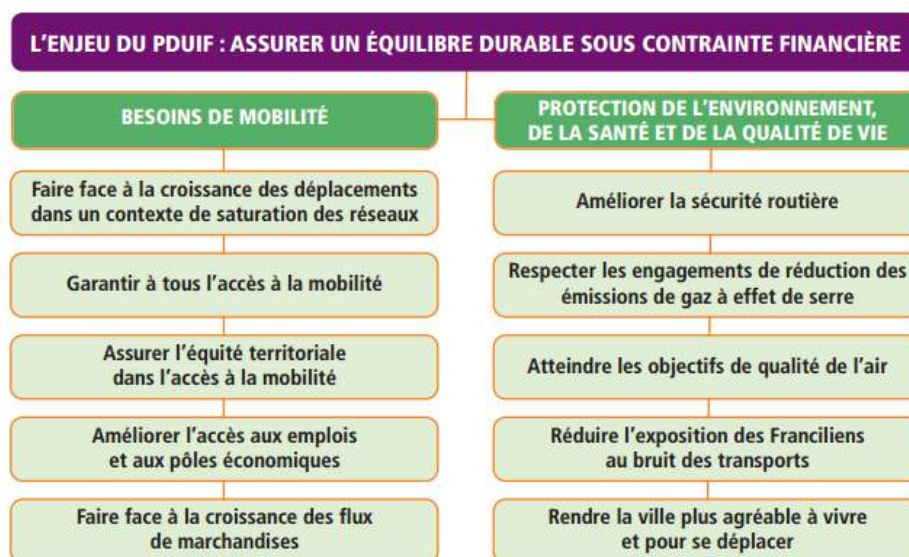 L'ENJEU DU PDUIF : ASSURER UN ÉQUILIBRE DURABLE SOUS CONTRAINTE FINANCIÈRE
BESOINS DE MOBILITÉ
Faire face à la croissance des déplacements
dans un contexte de saturation des réseaux
Garantir à tous l'accès à la mobilité
Assurer l'équité territoriale
dans l'accès à la mobilité
Améliorer l'accès aux emplois
et aux pôles économiques
Faire face à la croissance des flux
de marchandises
PROTECTION DE L'ENVIRONNEMENT,
DE LA SANTÉ ET DE LA QUALITÉ DE VIE
Améliorer la sécurité routière
Respecter les engagements de réduction des
émissions de gaz à effet de serre
Atteindre les objectifs de qualité de l'air
Réduire l'exposition des Franciliens
au bruit des transports
Rendre la ville plus agréable à vivre
et pour se déplacer